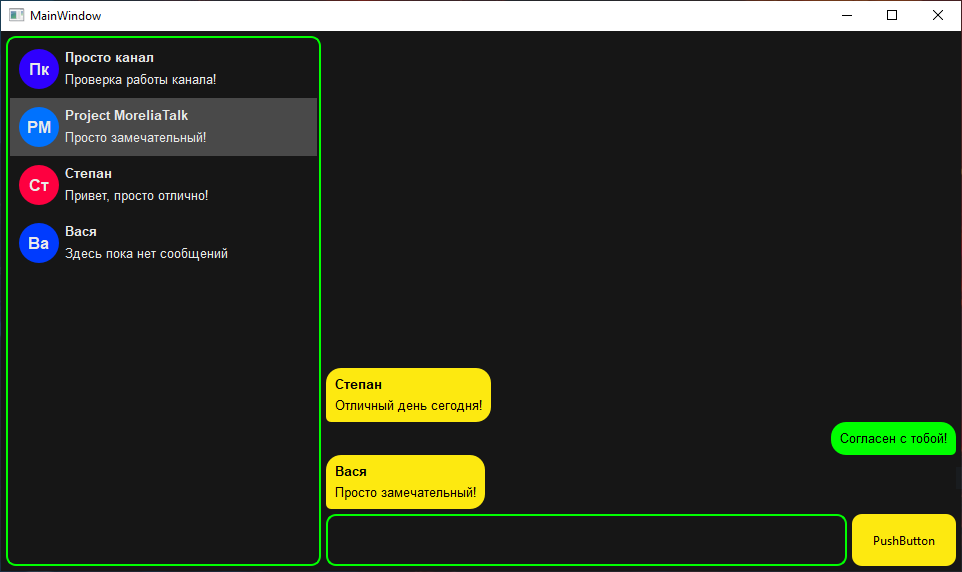 MainWindow
Пк
Просто канал
Проверка работы канала!
PM
Project MoreliaTalk
Просто замечательный!
Ст
Степан
Привет, просто отлично!
Ва
Вася
Здесь пока нет сообщений
Степан
Отличный день сегодня!
Согласен с тобой!
Вася
Просто замечательный!
PushButton